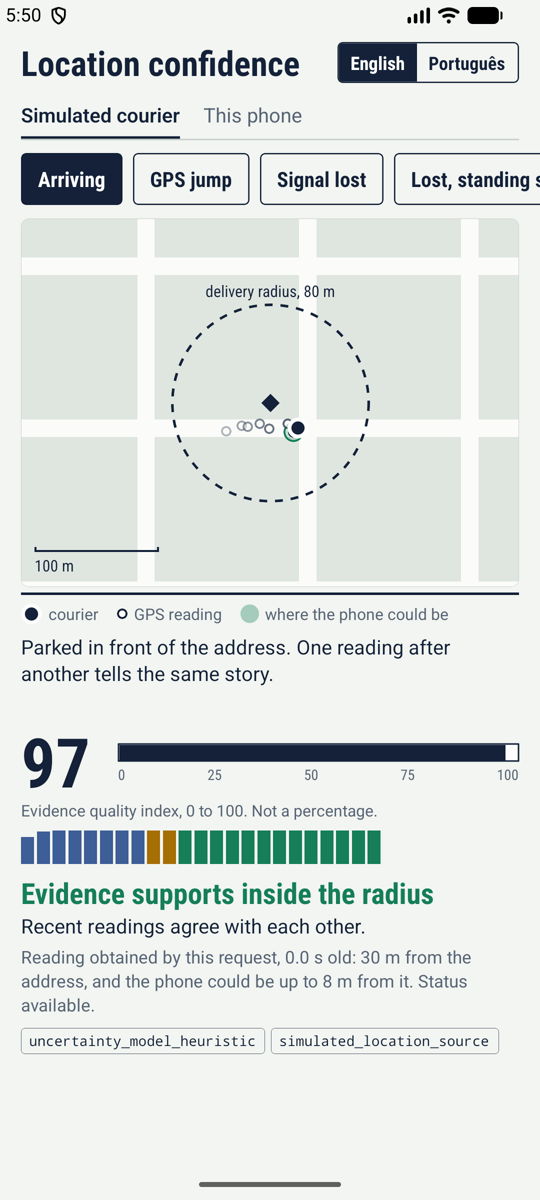 5:50
Location confidence
English Português
Simulated courier This phone
Arriving GPS jump Signal lost Lost, standing s
delivery radius, 80 m
100 m
courier GPS reading where the phone could be
Parked in front of the address. One reading after
another tells the same story.
97
0 25 50 75 100
Evidence quality index, 0 to 100. Not a percentage.
Evidence supports inside the radius
Recent readings agree with each other.
Reading obtained by this request, 0.0 s old: 30 m from the
address, and the phone could be up to 8 m from it. Status
available.
uncertainty_model_heuristic simulated_location_source